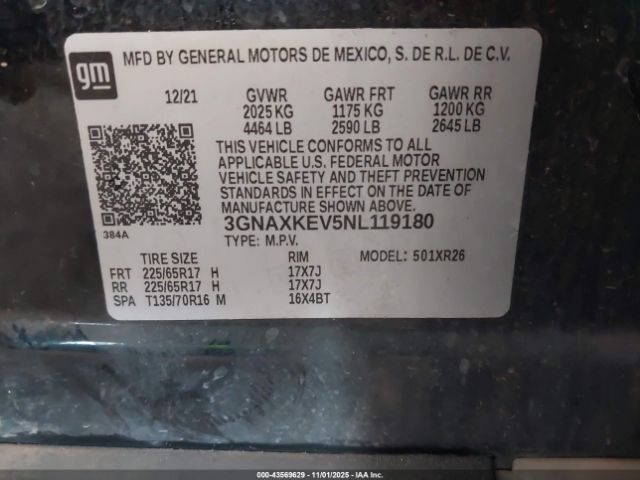 gm
MFD BY GENERAL MOTORS DE MEXICO, S. DE R.L. DE C.V.
12/21 GVWR GAWR FRT GAWR RR
2025 KG 1175 KG 1200 KG
4464 LB 2590 LB 2645 LB
THIS VEHICLE CONFORMS TO ALL
APPLICABLE U.S. FEDERAL MOTOR
VEHICLE SAFETY AND THEFT PREVENTION
STANDARDS IN EFFECT ON THE DATE OF
MANUFACTURE SHOWN ABOVE.
384A 3GNAXKEV5NL119180
TYPE: M.P.V.
TIRE SIZE RIM MODEL: 501XR26
FRT 225/65R17 H 17X7J
RR 225/65R17 H 17X7J
SPA T135/70R16 M 16X4BT
000-43569629 - 11/01/2025 - IAAI.COM